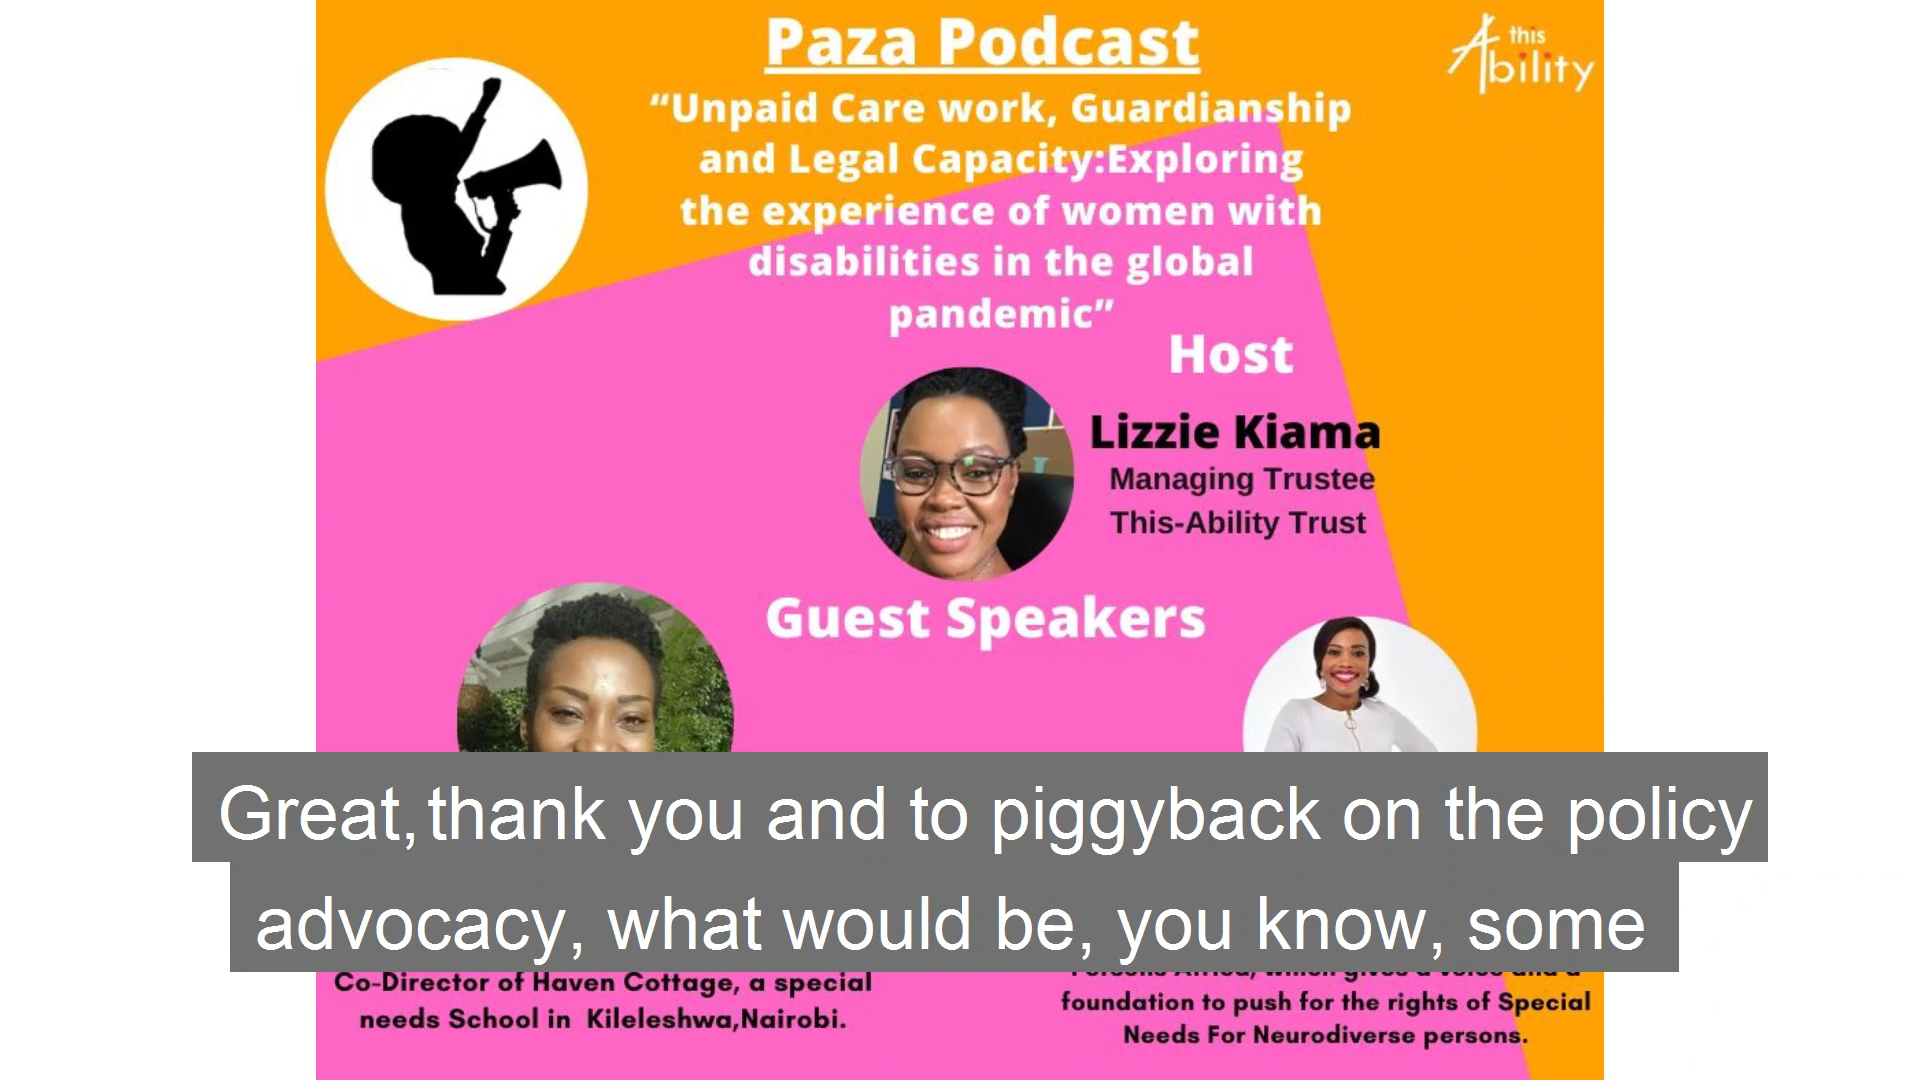 Paza Podcast
this
Ability
“Unpaid Care work, Guardianship
and Legal Capacity:Exploring
the experience of women with
disabilities in the global
pandemic”
Host
Lizzie Kiama
Managing Trustee
This-Ability Trust
Guest Speakers
Great, thank you and to piggyback on the policy
advocacy, what would be, you know, some
Co-Director of Haven Cottage, a special
needs School in Kileleshwa,Nairobi.
foundation to push for the rights of Special
Needs For Neurodiverse persons.